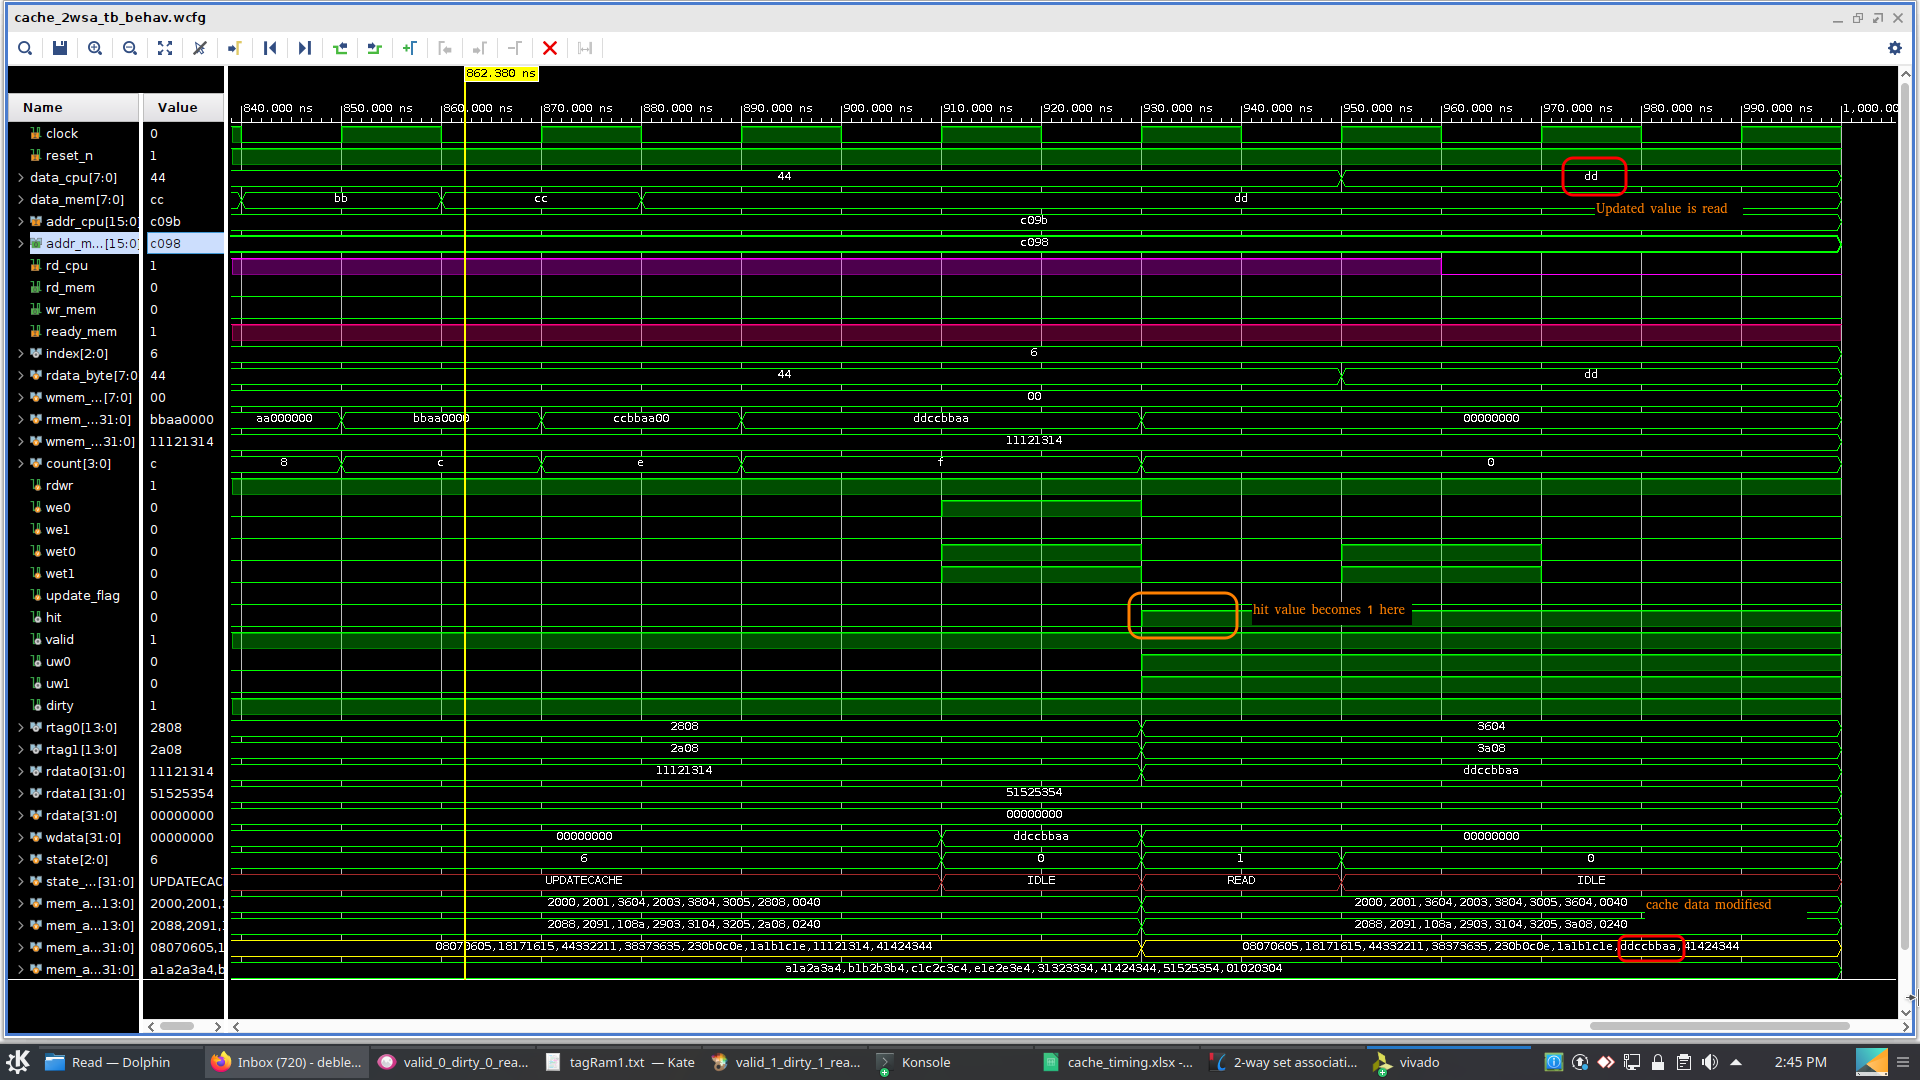 cache_2wsa_tb_behav.wcfg
862.380 ns
Name Value
840.000 ns 850.000 ns 860.000 ns 870.000 ns 880.000 ns 890.000 ns 900.000 ns 910.000 ns 920.000 ns 930.000 ns 940.000 ns 950.000 ns 960.000 ns 970.000 ns 980.000 ns 990.000 ns 1,000.00
clock 0
reset_n 1
data_cpu[7:0] 44 44 dd
data_mem[7:0] cc bb cc dd
Updated value is read
addr_cpu[15:0] c09b c09b
addr_m...[15:0] c098 c098
rd_cpu 1
rd_mem 0
wr_mem 0
ready_mem 1
index[2:0] 6 6
rdata_byte[7:0 44 44 dd
wmem_...[7:0] 00 00
rmem_...31:0] bbaa0000 aa000000 bbaa0000 ccbbaa00 ddccbbaa 00000000
wmem_...31:0] 11121314 11121314
count[3:0] c 8 c e f 0
rdwr 1
we0 0
we1 0
wet0 0
wet1 0
update_flag 0
hit 0
hit value becomes 1 here
valid 1
uw0 0
uw1 0
dirty 1
rtag0[13:0] 2808 2808 3604
rtag1[13:0] 2a08 2a08 3a08
rdata0[31:0] 11121314 11121314 ddccbbaa
rdata1[31:0] 51525354 51525354
rdata[31:0] 00000000 00000000
wdata[31:0] 00000000 00000000 ddccbbaa 00000000
state[2:0] 6 6 0 1 0
state_...[31:0] UPDATECAC UPDATECACHE IDLE READ IDLE
mem_a...13:0] 2000,2001, 2000,2001,3604,2003,3804,3005,2808,0040 2000,2001,3604,2003,3804,3005,3604,0040
cache data modifiesd
mem_a...13:0] 2088,2091, 2088,2091,108a,2903,3104,3205,2a08,0240 2088,2091,108a,2903,3104,3205,3a08,0240
mem_a...31:0] 08070605,1 08070605,18171615,44332211,38373635,230b0c0e,1a1b1c1e,11121314,41424344 08070605,18171615,44332211,38373635,230b0c0e,1a1b1c1e,ddccbbaa,41424344
mem_a...31:0] a1a2a3a4,b a1a2a3a4,b1b2b3b4,c1c2c3c4,e1e2e3e4,31323334,41424344,51525354,01020304
Read — Dolphin
Inbox (720) - deble...
valid_0_dirty_0_rea...
tagRam1.txt — Kate
valid_1_dirty_1_rea...
Konsole
cache_timing.xlsx -...
2-way set associati...
vivado
2:45 PM